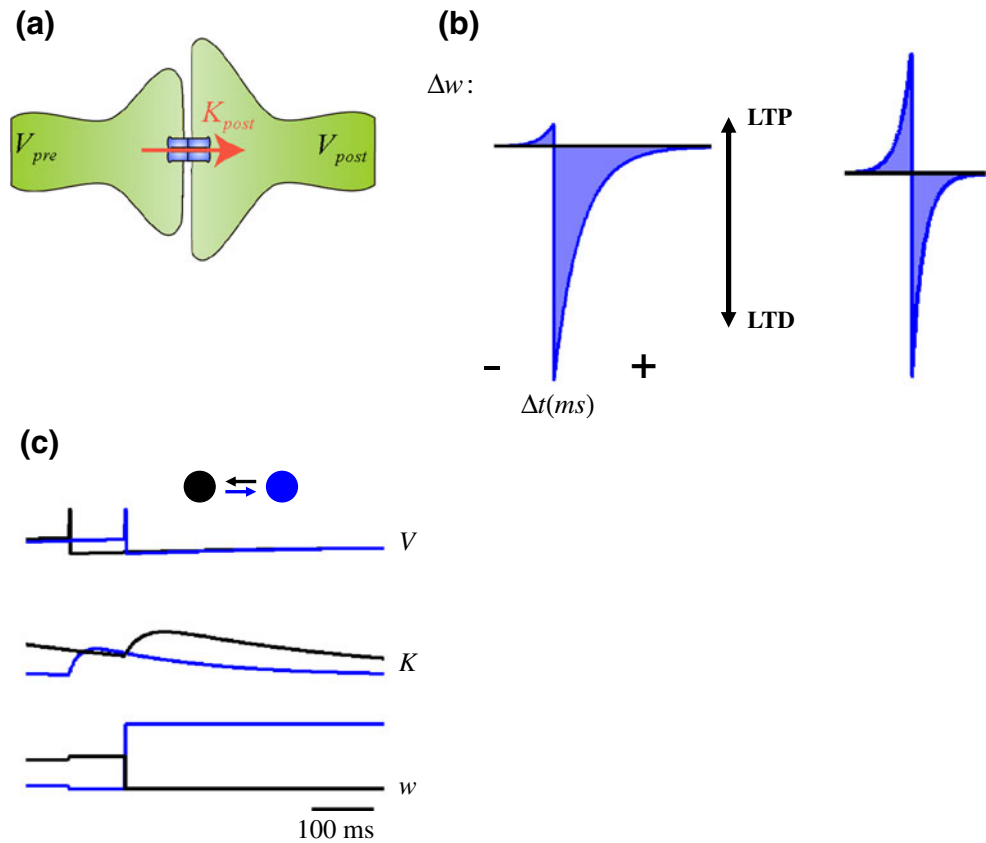 (a)
V_pre
K_post
V_post
(b)
Δw:
LTP
LTD
- +
Δt(ms)
(c)
V
K
w
100 ms